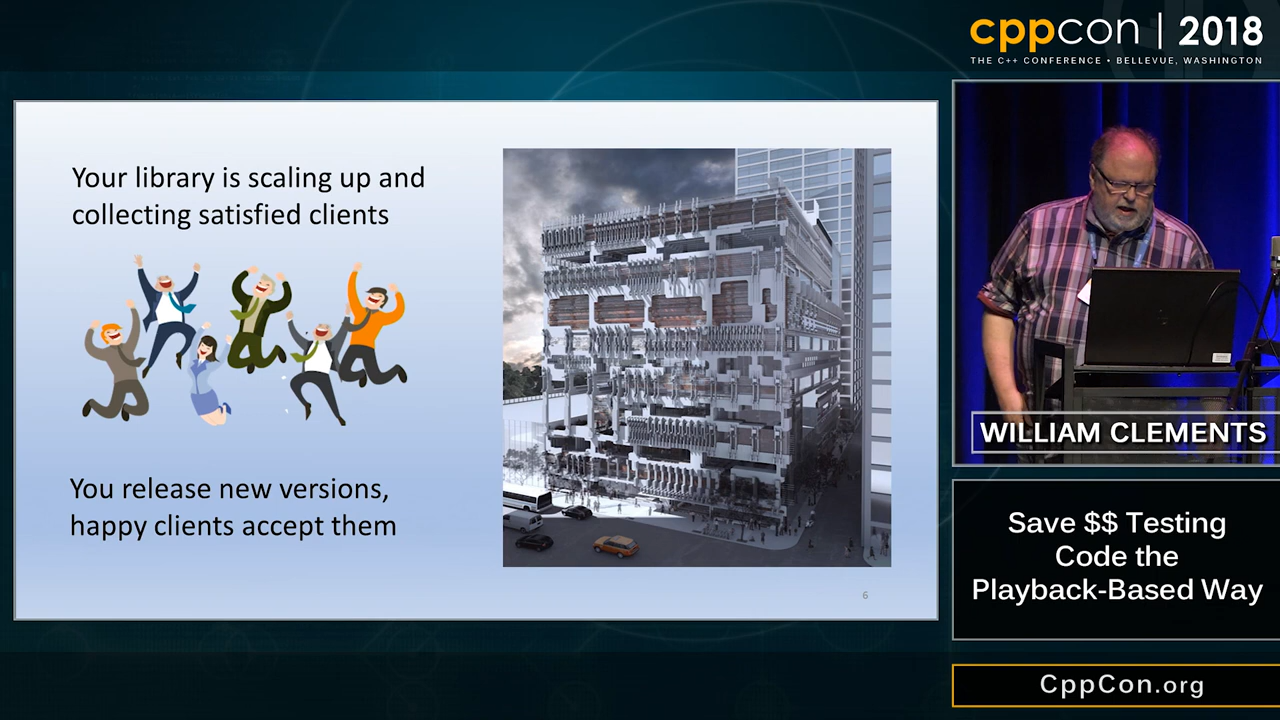 cppcon | 2018
THE C++ CONFERENCE • BELLEVUE, WASHINGTON
Your library is scaling up and
collecting satisfied clients
You release new versions,
happy clients accept them
6
WILLIAM CLEMENTS
Save $$ Testing
Code the
Playback-Based Way
CppCon.org